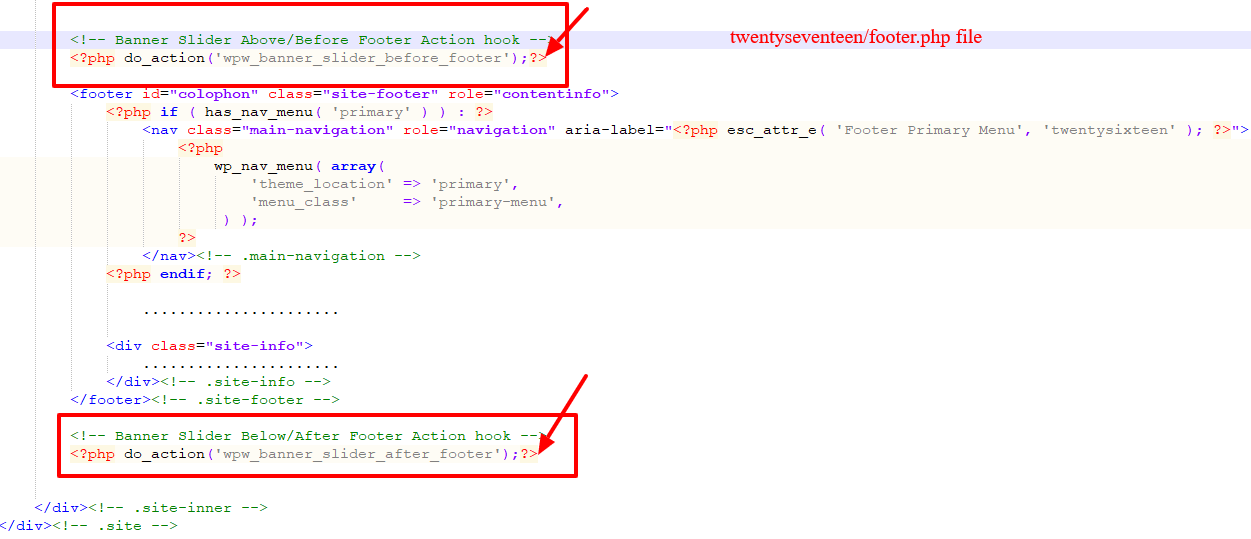 <!-- Banner Slider Above/Before Footer Action hook -->
twentyseventeen/footer.php file
<?php do_action('wpw_banner_slider_before_footer');?>
<footer id="colophon" class="site-footer" role="contentinfo">
<?php if ( has_nav_menu( 'primary' ) ) : ?>
<nav class="main-navigation" role="navigation" aria-label="<?php esc_attr_e( 'Footer Primary Menu', 'twentysixteen' ); ?>">
<?php
wp_nav_menu( array(
'theme_location' => 'primary',
'menu_class'     => 'primary-menu',
) );
?>
</nav><!-- .main-navigation -->
<?php endif; ?>
......................
<div class="site-info">
......................
</div><!-- .site-info -->
</footer><!-- .site-footer -->
<!-- Banner Slider Below/After Footer Action hook -->
<?php do_action('wpw_banner_slider_after_footer');?>
</div><!-- .site-inner -->
</div><!-- .site -->